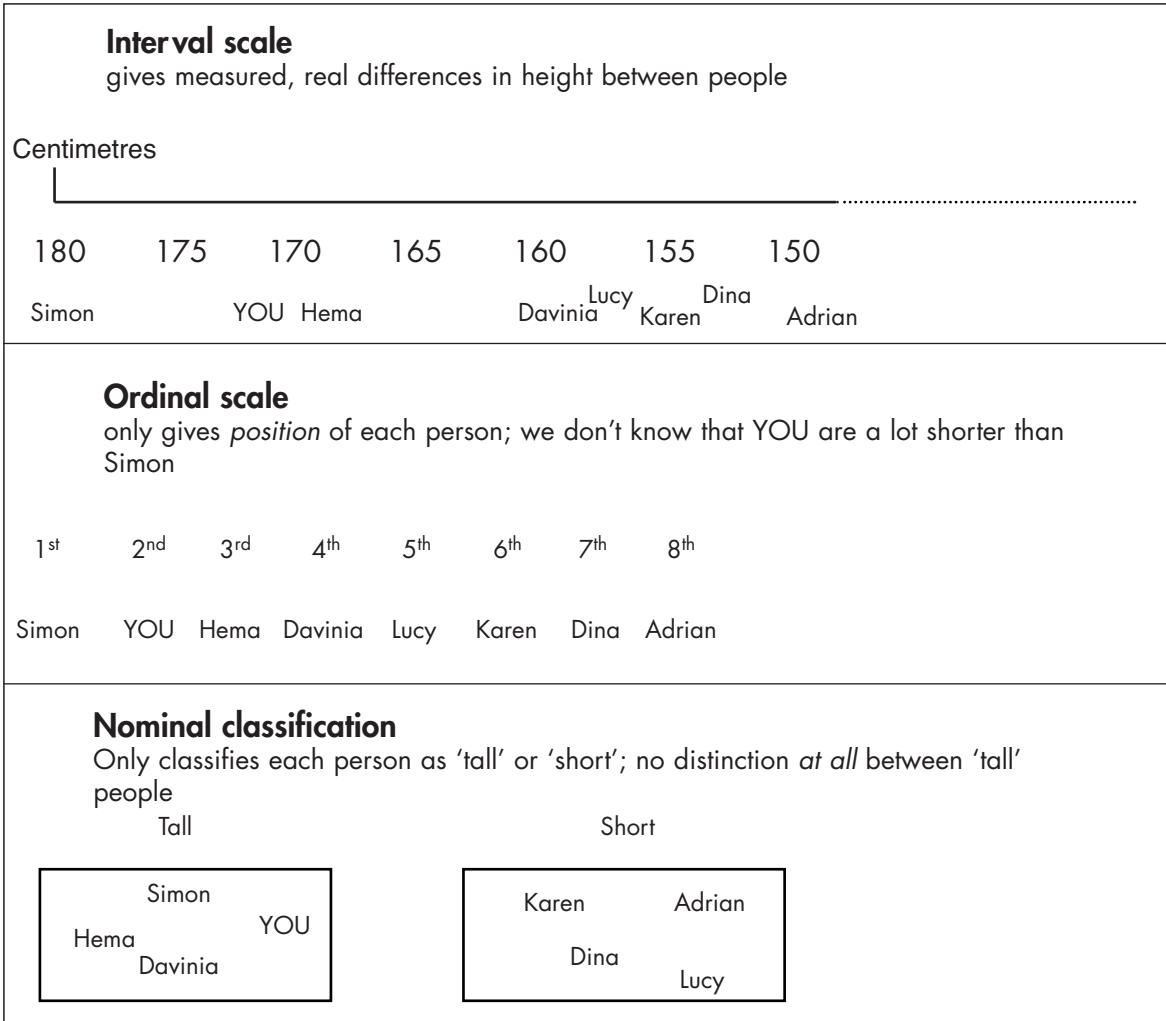 Interval scale
gives measured, real differences in height between people
Centimetres
180 175 170 165 160 155 150
Simon YOU Hema Davinia Lucy Karen Dina Adrian
Ordinal scale
only gives position of each person; we don't know that YOU are a lot shorter than
Simon
1st 2nd 3rd 4th 5th 6th 7th 8th
Simon YOU Hema Davinia Lucy Karen Dina Adrian
Nominal classification
Only classifies each person as 'tall' or 'short'; no distinction at all between 'tall'
people
Tall Short
Simon
YOU
Hema
Davinia
Karen Adrian
Dina
Lucy